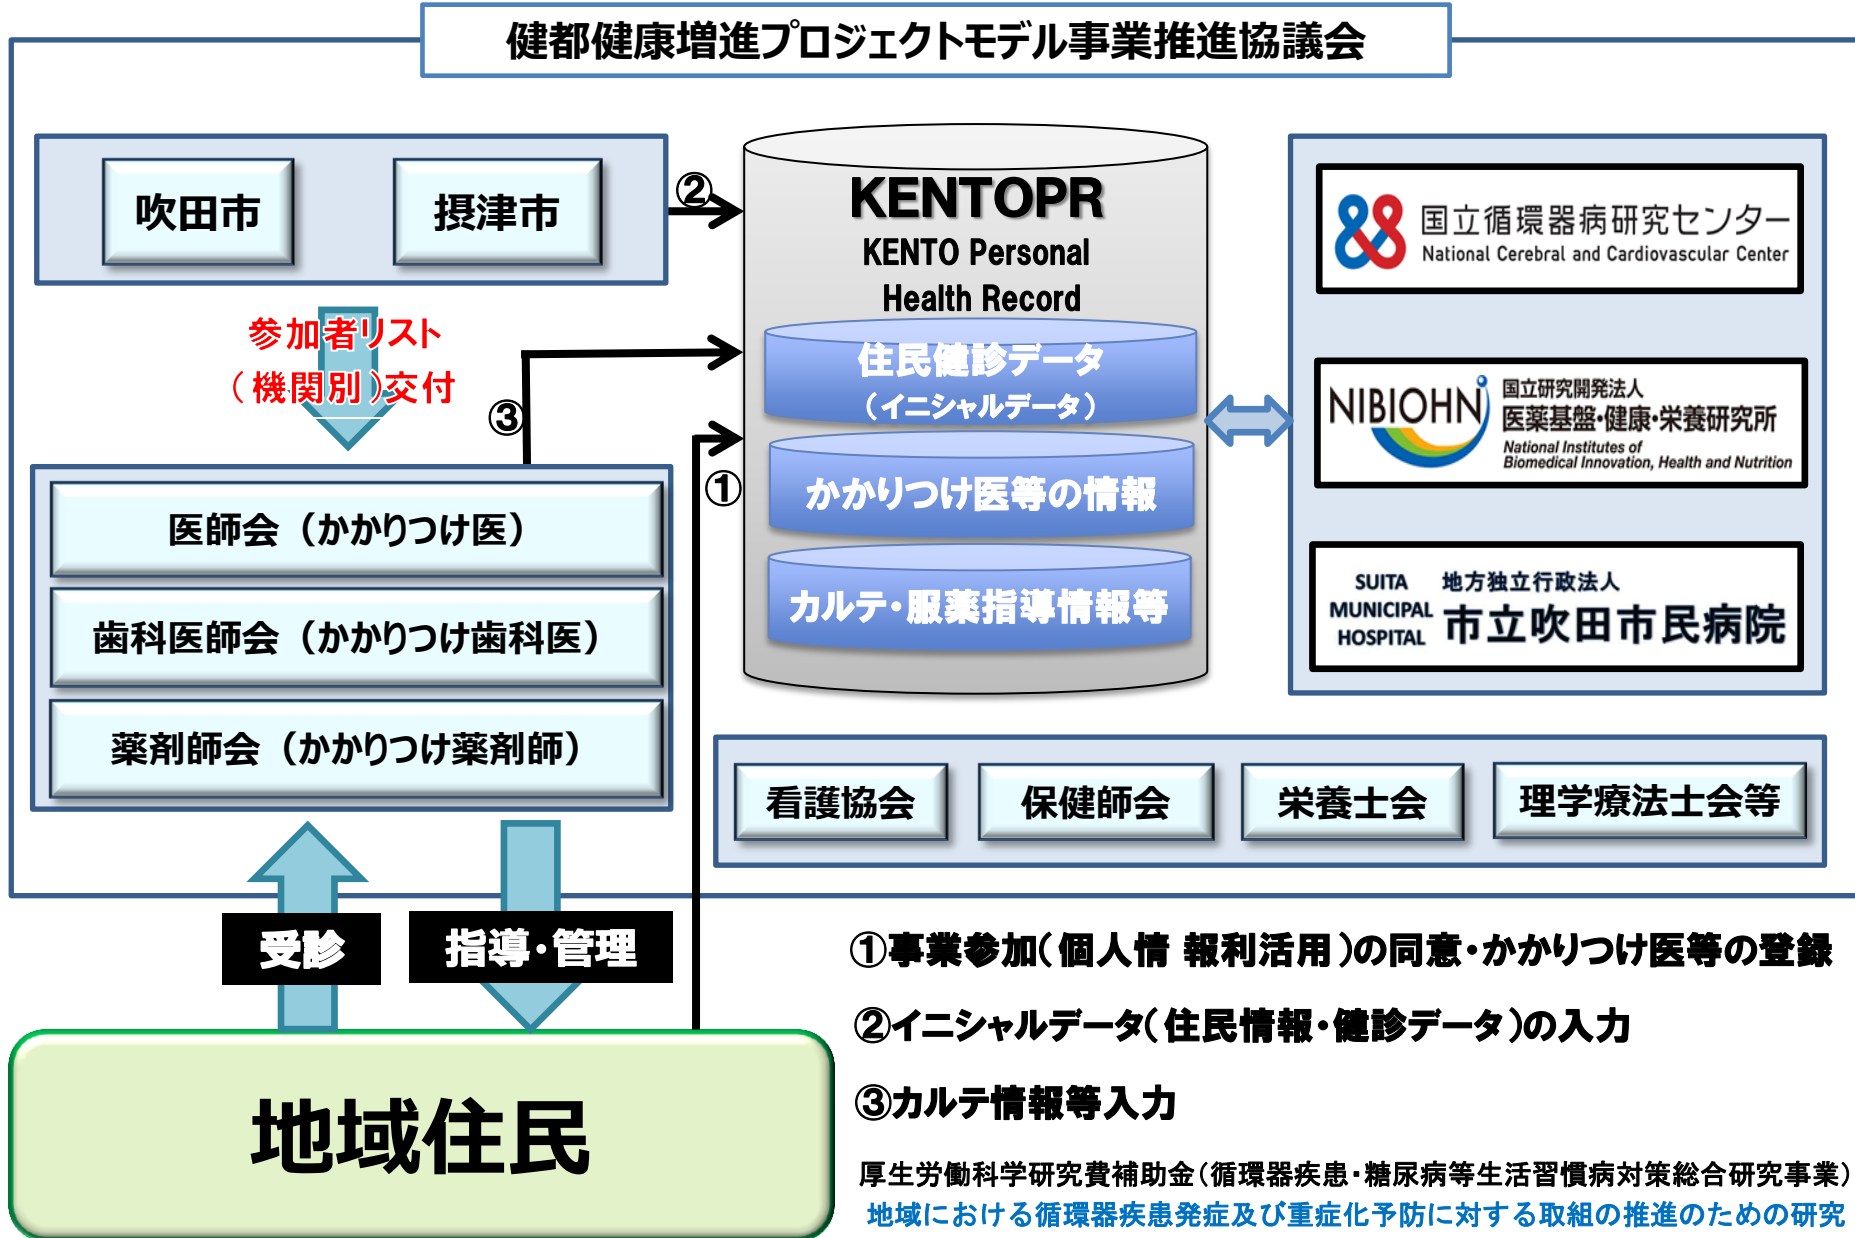 健都健康増進プロジェクトモデル事業推進協議会
吹田市
摂津市
②
参加者リスト
（機関別）交付
③
①
医師会（かかりつけ医）
歯科医師会（かかりつけ歯科医）
薬剤師会（かかりつけ薬剤師）
KENTOPR
KENTO Personal
Health Record
住民健診データ
（イニシャルデータ）
かかりつけ医等の情報
カルテ・服薬指導情報等
国立循環器病研究センター
National Cerebral and Cardiovascular Center
NIBIOHN
国立研究開発法人
医薬基盤・健康・栄養研究所
National Institutes of
Biomedical Innovation, Health and Nutrition
SUITA
MUNICIPAL
HOSPITAL
地方独立行政法人
市立吹田市民病院
看護協会
保健師会
栄養士会
理学療法士会等
受診
指導・管理
地域住民
①事業参加（個人情 報利活用）の同意・かかりつけ医等の登録
②イニシャルデータ（住民情報・健診データ）の入力
③カルテ情報等入力
厚生労働科学研究費補助金（循環器疾患・糖尿病等生活習慣病対策総合研究事業）
地域における循環器疾患発症及び重症化予防に対する取組の推進のための研究